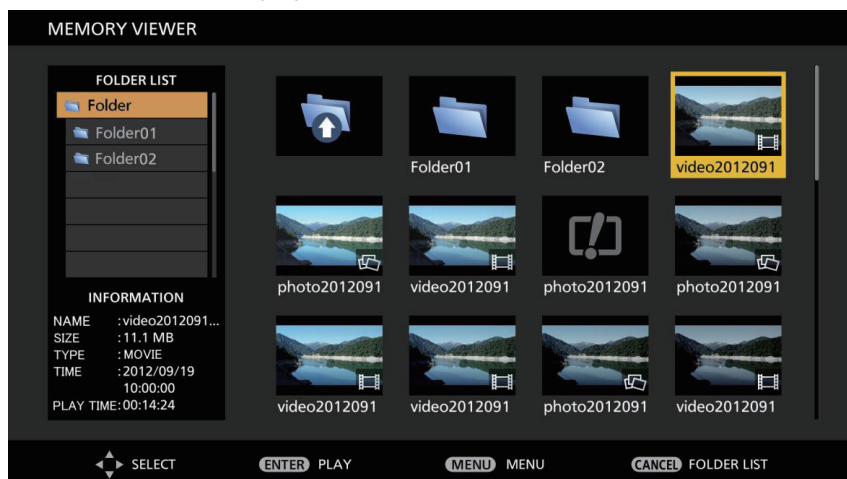 MEMORY VIEWER
FOLDER LIST
Folder
Folder01
Folder02
INFORMATION
NAME :video2012091...
SIZE :11.1 MB
TYPE :MOVIE
TIME :2012/09/19
10:00:00
PLAY TIME:00:14:24
Folder01 Folder02 video2012091
photo2012091 video2012091 photo2012091 photo2012091
video2012091 video2012091 photo2012091 video2012091
SELECT ENTER PLAY MENU MENU CANCEL FOLDER LIST